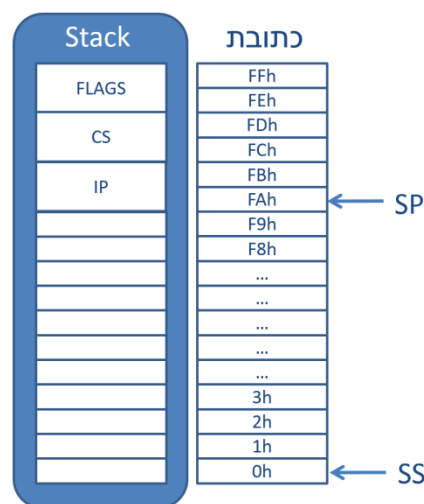 Stack
כתובת
FLAGS
CS
IP
FFh
FEh
FDh
FCh
FBh
FAh
F9h
F8h
...
...
...
...
...
3h
2h
1h
0h
SP
SS